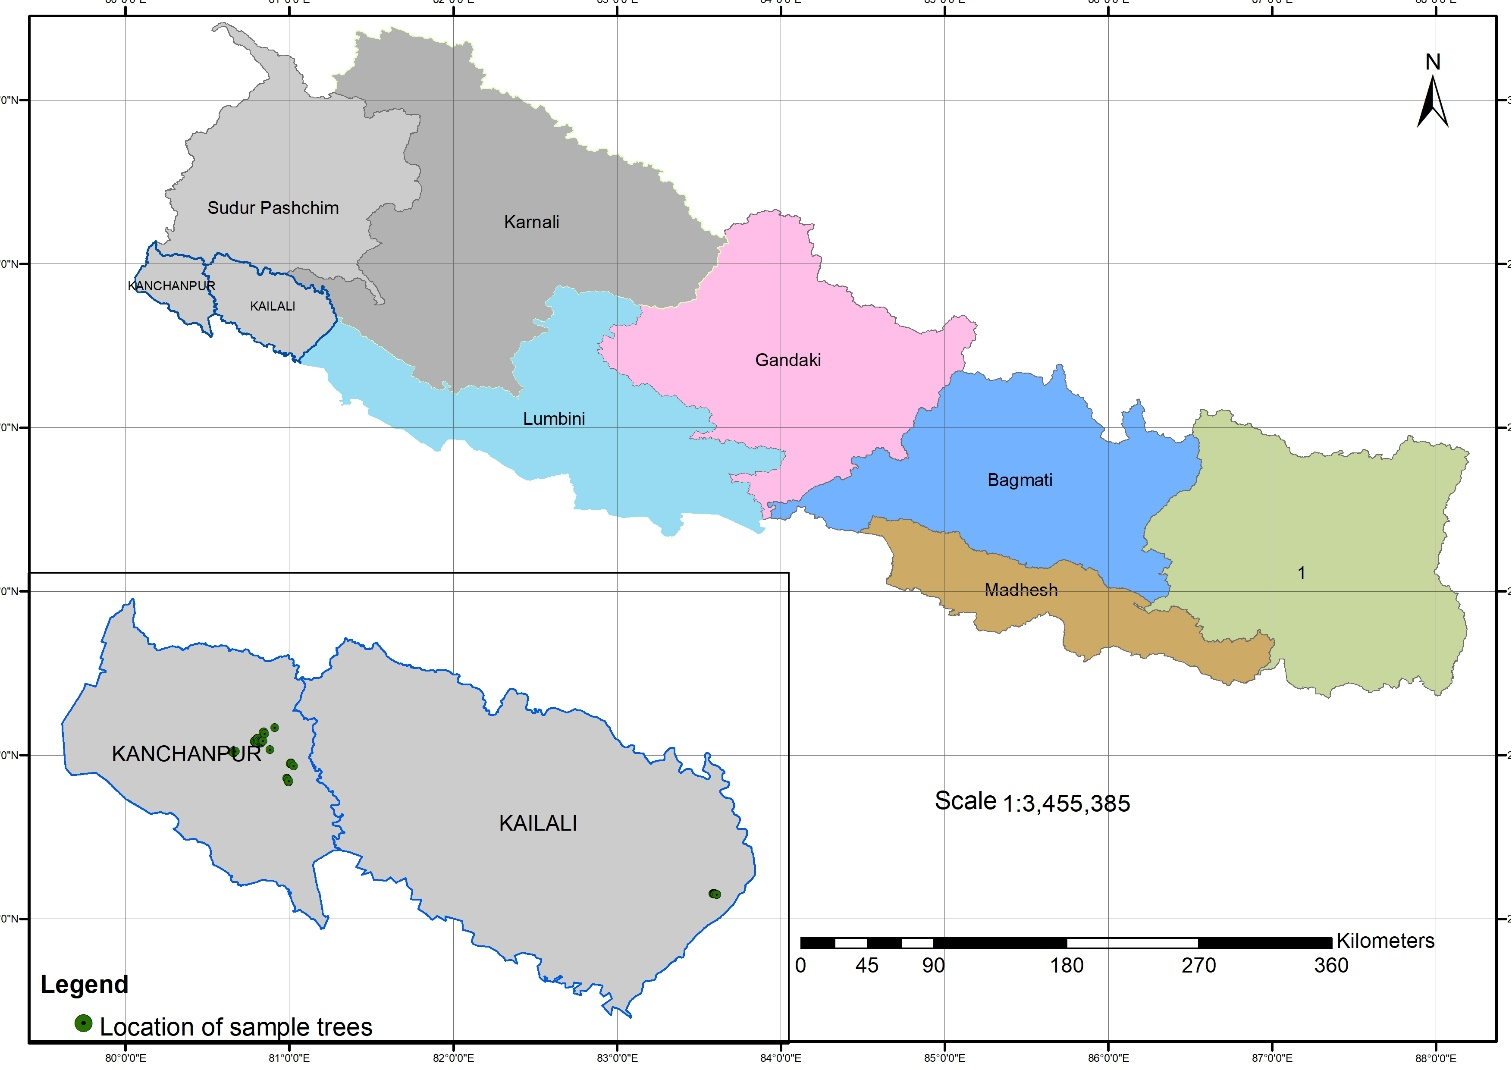 N
Sudur Pashchim
Karnali
KANCHANPUR
KAILALI
Gandaki
Lumbini
Bagmati
1
Madhesh
KANCHANPUR
KAILALI
Scale 1:3,455,385
Kilometers
0 45 90 180 270 360
Legend
Location of sample trees
80°0'0"E 81°0'0"E 82°0'0"E 83°0'0"E 84°0'0"E 85°0'0"E 86°0'0"E 87°0'0"E 88°0'0"E